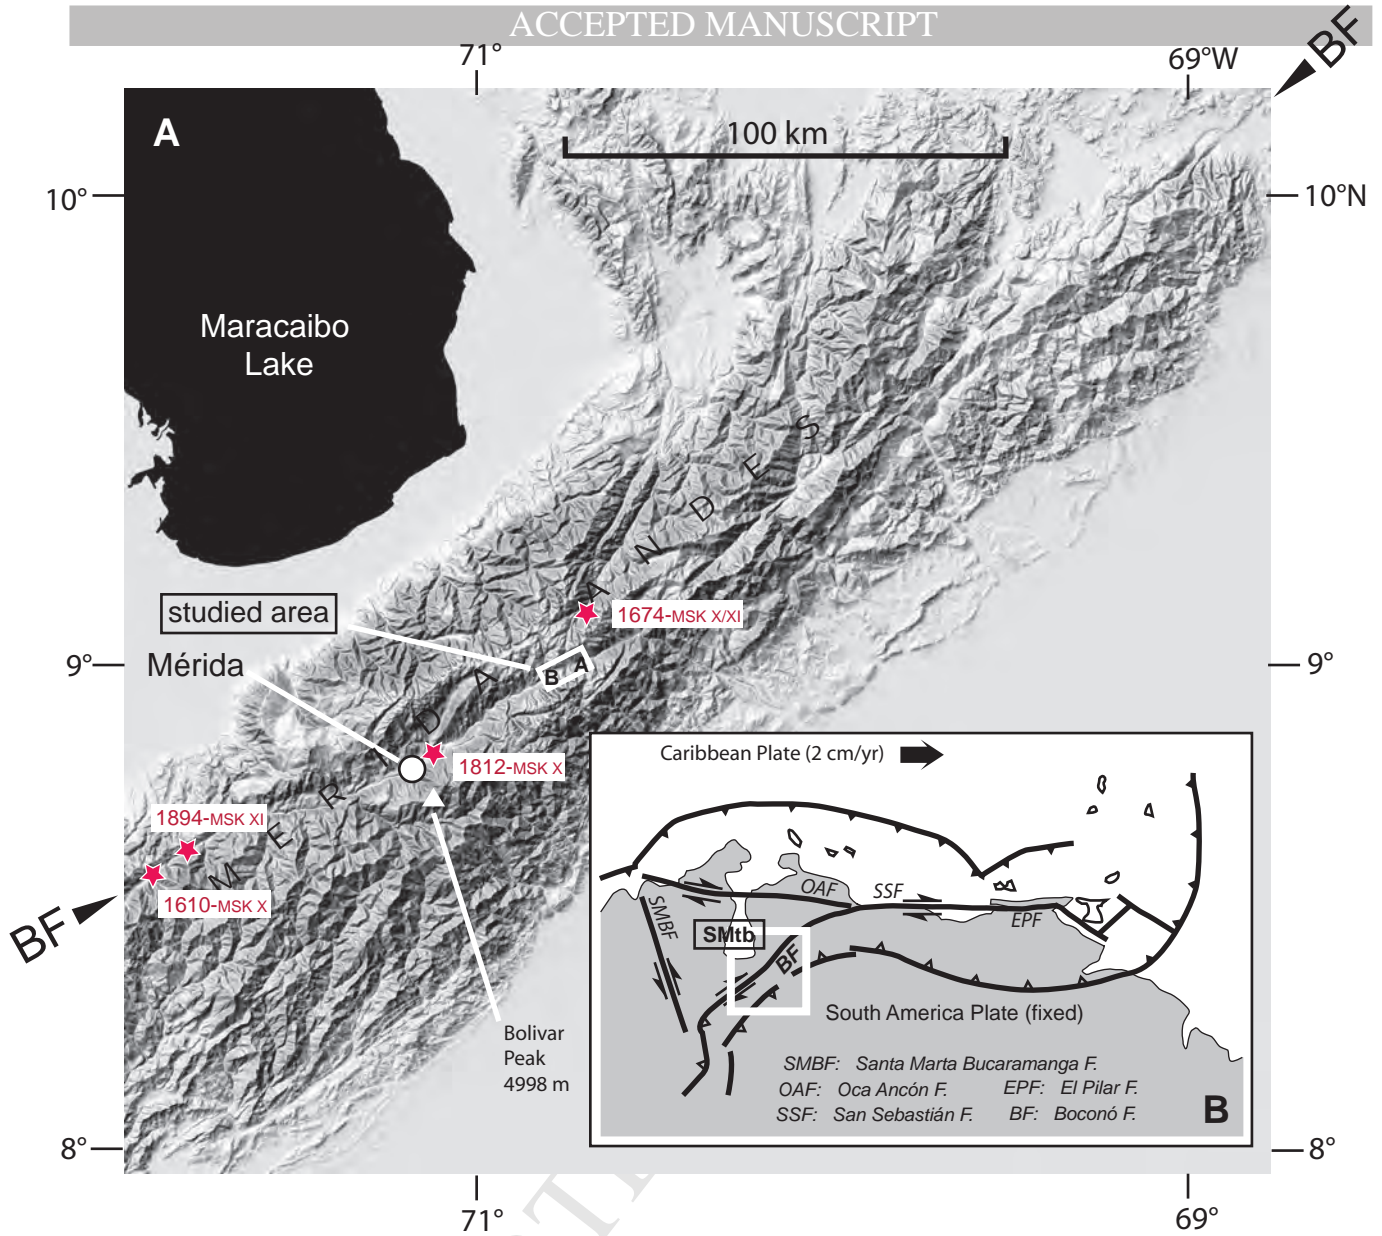 ACCEPTED MANUSCRIPT
71°
69°W
BF
A
100 km
10°
10°N
Maracaibo
Lake
MERIDA ANDES
studied area
1674-MSK X/XI
9°
9°
Mérida
A
B
1812-MSK X
1894-MSK XI
1610-MSK X
BF
Bolivar
Peak
4998 m
Caribbean Plate (2 cm/yr)
OAF
SSF
EPF
SMBF
SMtb
BF
South America Plate (fixed)
SMBF: Santa Marta Bucaramanga F.
OAF: Oca Ancón F. EPF: El Pilar F.
SSF: San Sebastián F. BF: Boconó F.
B
8°
8°
71°
69°